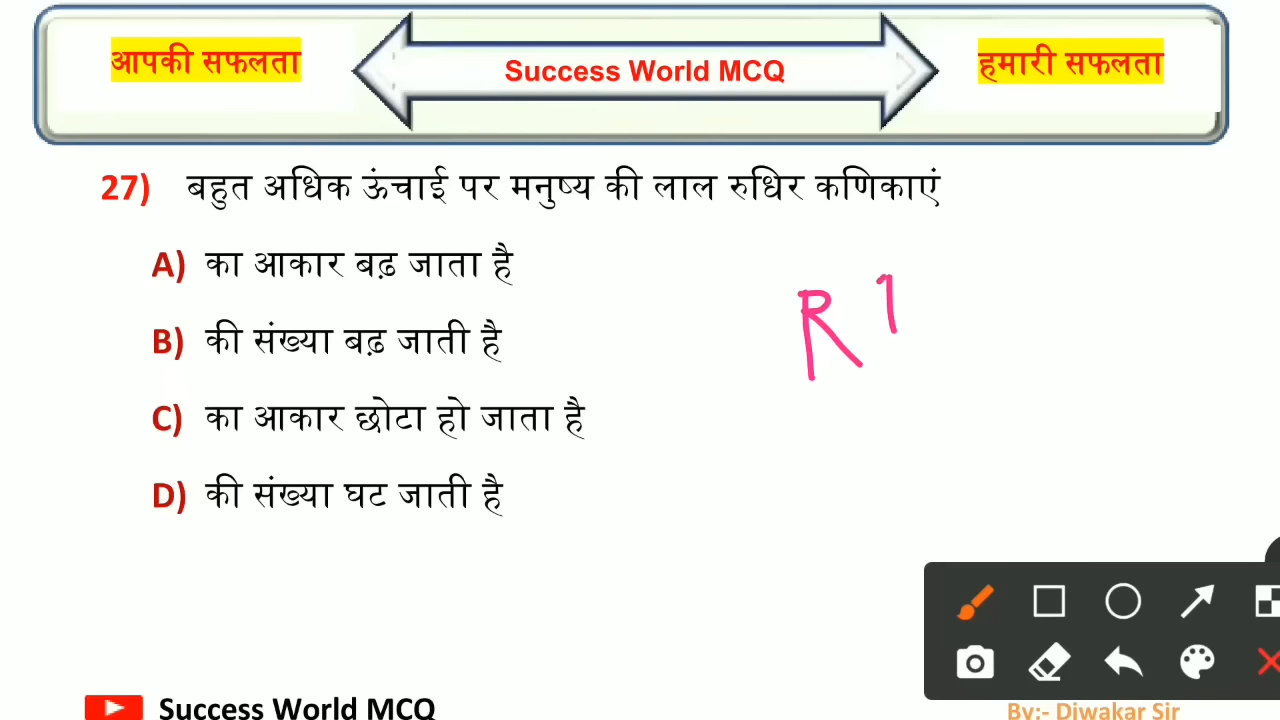 आपकी सफलता
Success World MCQ
हमारी सफलता
27) बहुत अधिक ऊंचाई पर मनुष्य की लाल रुधिर कणिकाएं
A) का आकार बढ़ जाता है
B) की संख्या बढ़ जाती है
C) का आकार छोटा हो जाता है
D) की संख्या घट जाती है
R
Success World MCQ
By:- Diwakar Sir